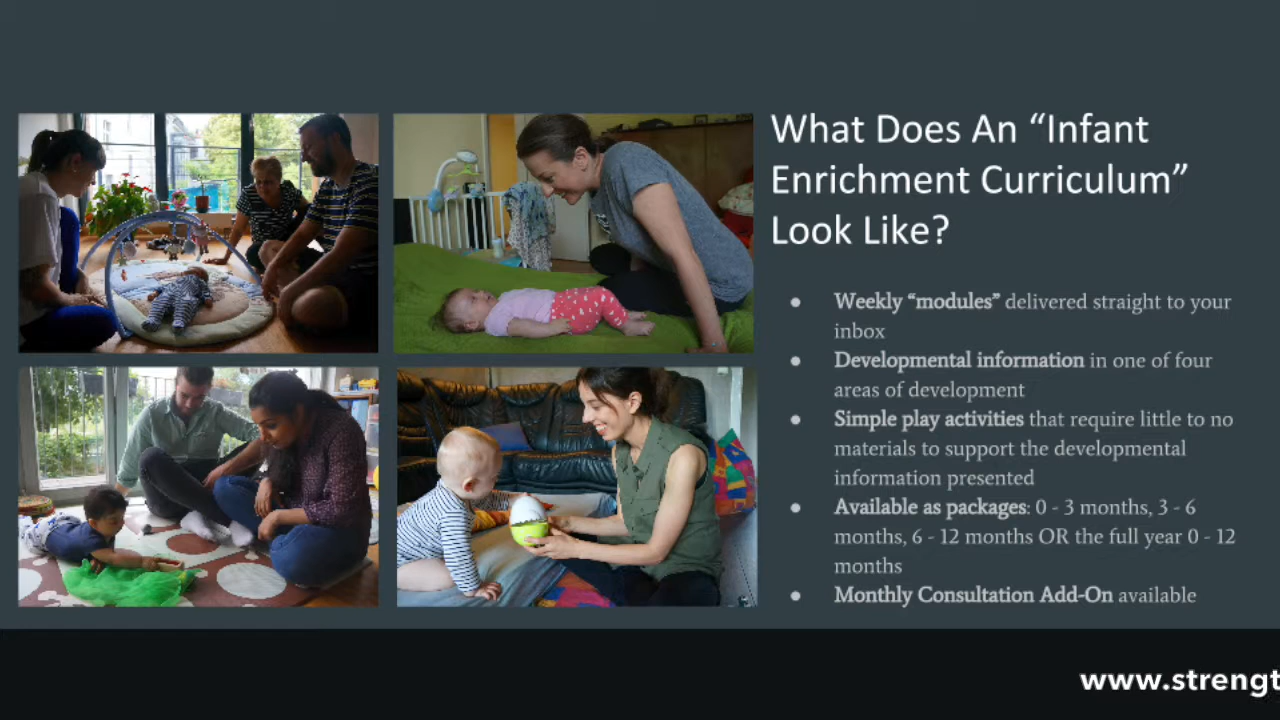 What Does An “Infant
Enrichment Curriculum”
Look Like?
● Weekly “modules” delivered straight to your
inbox
● Developmental information in one of four
areas of development
● Simple play activities that require little to no
materials to support the developmental
information presented
● Available as packages: 0 - 3 months, 3 - 6
months, 6 - 12 months OR the full year 0 - 12
months
● Monthly Consultation Add-On available
www.strengt